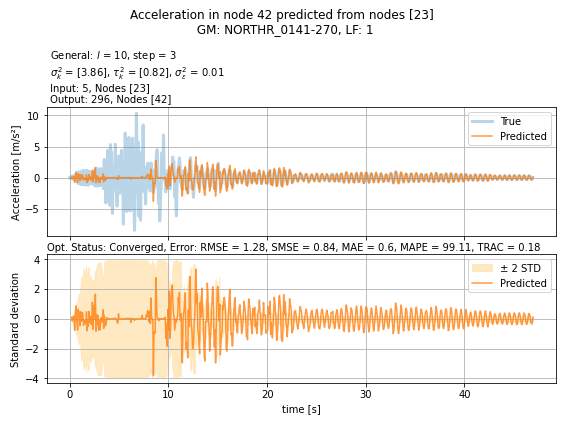 Acceleration in node 42 predicted from nodes [23]
GM: NORTHR_0141-270, LF: 1
General: l = 10, step = 3
σ²ₖ = [3.86], τ²ₖ = [0.82], σ²ε = 0.01
Input: 5, Nodes [23]
Output: 296, Nodes [42]
10
5
0
−5
Acceleration [m/s²]
True
Predicted
Opt. Status: Converged, Error: RMSE = 1.28, SMSE = 0.84, MAE = 0.6, MAPE = 99.11, TRAC = 0.18
4
2
0
−2
−4
Standard deviation
± 2 STD
Predicted
0 10 20 30 40
time [s]